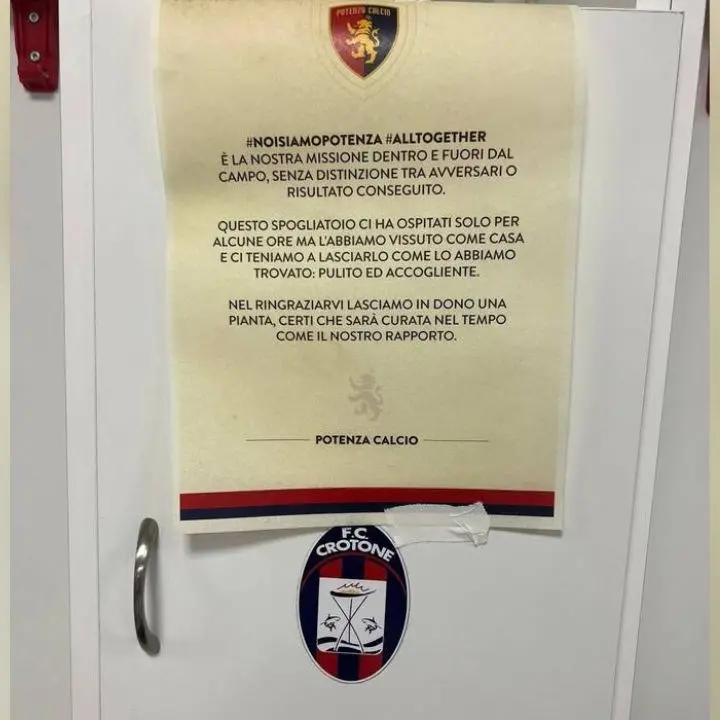 POTENZA CALCIO
#NOISIAMOPOTENZA #ALLTOGETHER
È LA NOSTRA MISSIONE DENTRO E FUORI DAL
CAMPO, SENZA DISTINZIONE TRA AVVERSARI O
RISULTATO CONSEGUITO.
QUESTO SPOGLIATOIO CI HA OSPITATI SOLO PER
ALCUNE ORE MA L'ABBIAMO VISSUTO COME CASA
E CI TENIAMO A LASCIARLO COME LO ABBIAMO
TROVATO: PULITO ED ACCOGLIENTE.
NEL RINGRAZIARVI LASCIAMO IN DONO UNA
PIANTA, CERTI CHE SARÀ CURATA NEL TEMPO
COME IL NOSTRO RAPPORTO.
POTENZA CALCIO
F.C.
CROTONE